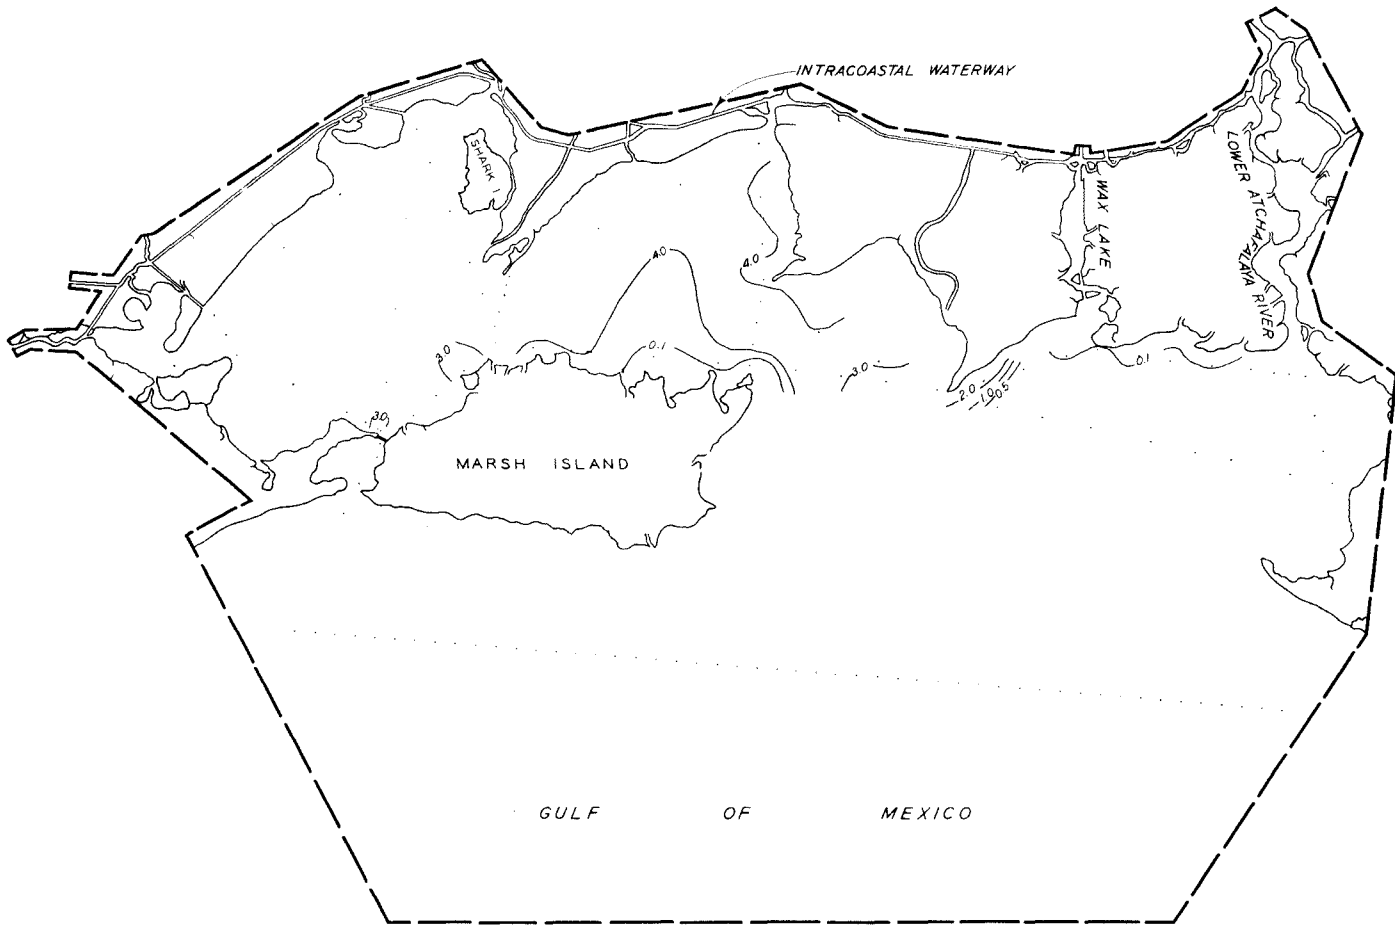 INTRACOASTAL WATERWAY
SHARK I.
WAX LAKE
LOWER ATCHAFALAYA RIVER
4.0
4.0
3.0
0.1
3.0
0.1
2.0
1.0
0.5
3.0
MARSH ISLAND
GULF OF MEXICO